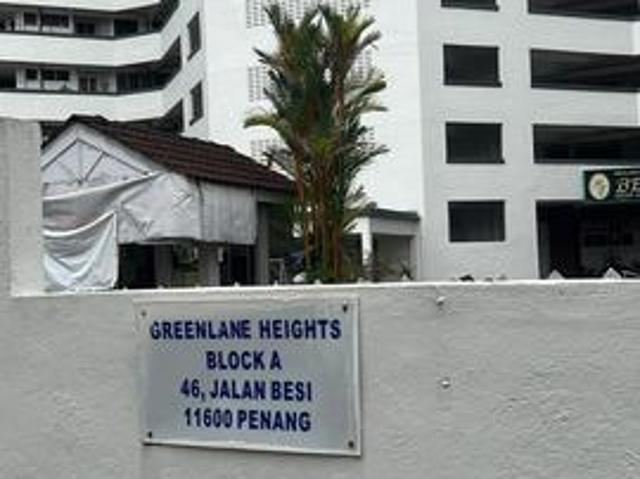 GREENLANE HEIGHTS
BLOCK A
46, JALAN BESI
11600 PENANG